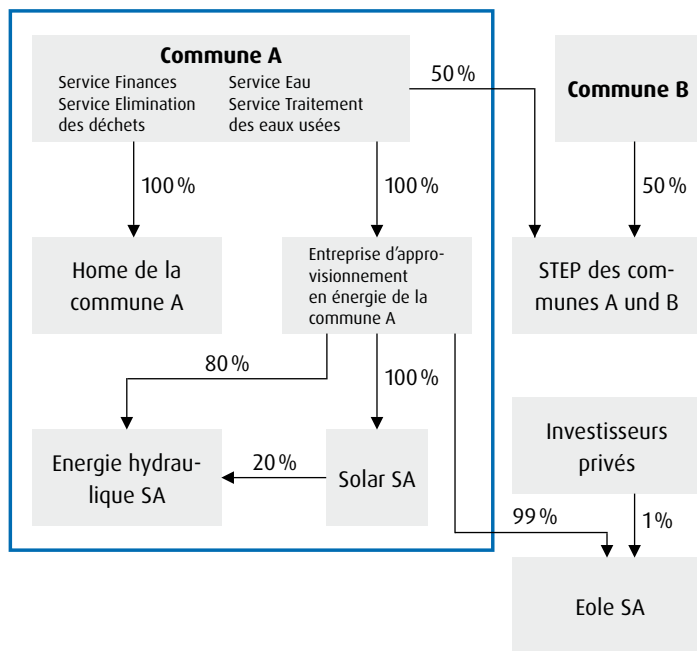 Commune A
Service Finances
Service Elimination
des déchets
Service Eau
Service Traitement
des eaux usées
50 %
Commune B
100 %
100 %
50 %
Home de la
commune A
Entreprise d'appro-
visionnement
en énergie de la
commune A
STEP des com-
munes A und B
80 %
100 %
Energie hydrau-
lique SA
20 %
Solar SA
Investisseurs
privés
99 %
1 %
Eole SA